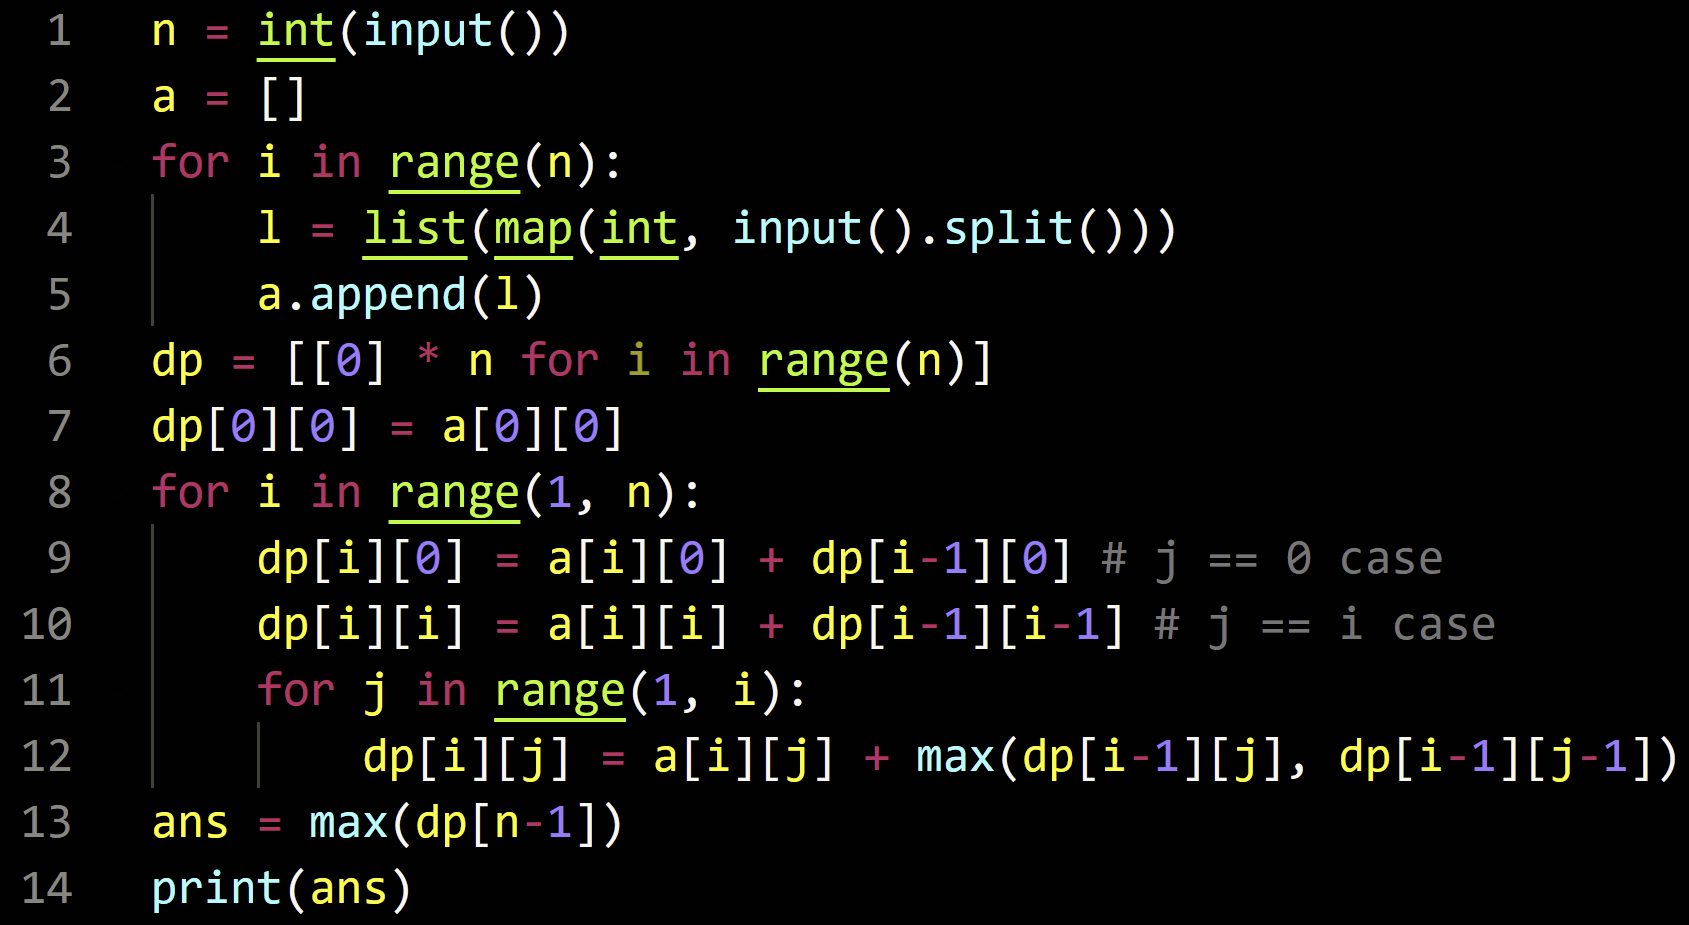 1 n = int(input())
2 a = []
3 for i in range(n):
4     l = list(map(int, input().split()))
5     a.append(l)
6 dp = [[0] * n for i in range(n)]
7 dp[0][0] = a[0][0]
8 for i in range(1, n):
9     dp[i][0] = a[i][0] + dp[i-1][0] # j == 0 case
10     dp[i][i] = a[i][i] + dp[i-1][i-1] # j == i case
11     for j in range(1, i):
12         dp[i][j] = a[i][j] + max(dp[i-1][j], dp[i-1][j-1])
13 ans = max(dp[n-1])
14 print(ans)